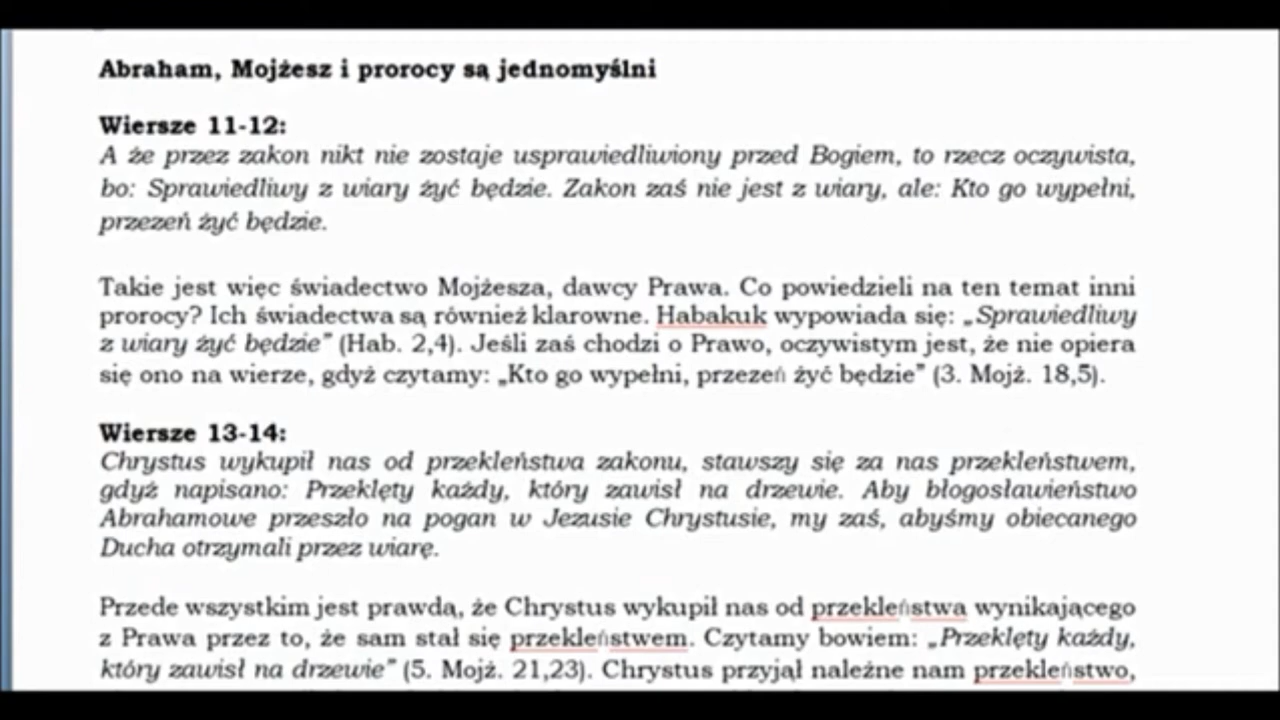 Abraham, Mojżesz i prorocy są jednomyślni
Wiersze 11-12:
A że przez zakon nikt nie zostaje usprawiedliwiony przed Bogiem, to rzecz oczywista,
bo: Sprawiedliwy z wiary żyć będzie. Zakon zaś nie jest z wiary, ale: Kto go wypełni,
przezeń żyć będzie.
Takie jest więc świadectwo Mojżesza, dawcy Prawa. Co powiedzieli na ten temat inni
prorocy? Ich świadectwa są również klarowne. Habakuk wypowiada się: „Sprawiedliwy
z wiary żyć będzie” (Hab. 2,4). Jeśli zaś chodzi o Prawo, oczywistym jest, że nie opiera
się ono na wierze, gdyż czytamy: „Kto go wypełni, przezeń żyć będzie” (3. Mojż. 18,5).
Wiersze 13-14:
Chrystus wykupił nas od przekleństwa zakonu, stawszy się za nas przekleństwem,
gdyż napisano: Przeklęty każdy, który zawisł na drzewie. Aby błogosławieństwo
Abrahamowe przeszło na pogan w Jezusie Chrystusie, my zaś, abyśmy obiecanego
Ducha otrzymali przez wiarę.
Przede wszystkim jest prawdą, że Chrystus wykupił nas od przekleństwa wynikającego
z Prawa przez to, że sam stał się przekleństwem. Czytamy bowiem: „Przeklęty każdy,
który zawisł na drzewie” (5. Mojż. 21,23). Chrystus przyjął należne nam przekleństwo,